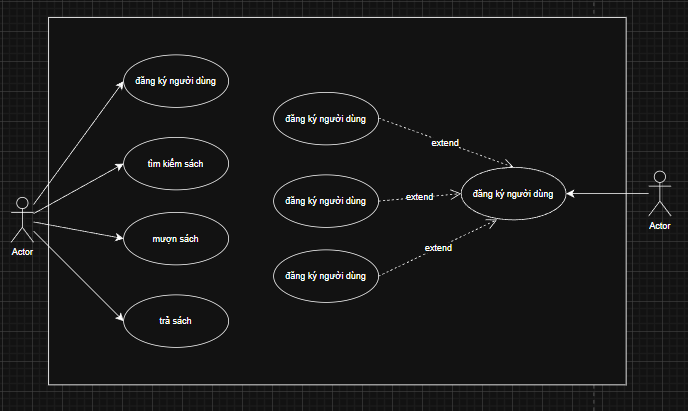 đăng ký người dùng
tìm kiếm sách
mượn sách
trả sách
Actor
đăng ký người dùng
đăng ký người dùng
đăng ký người dùng
extend
extend
extend
đăng ký người dùng
Actor